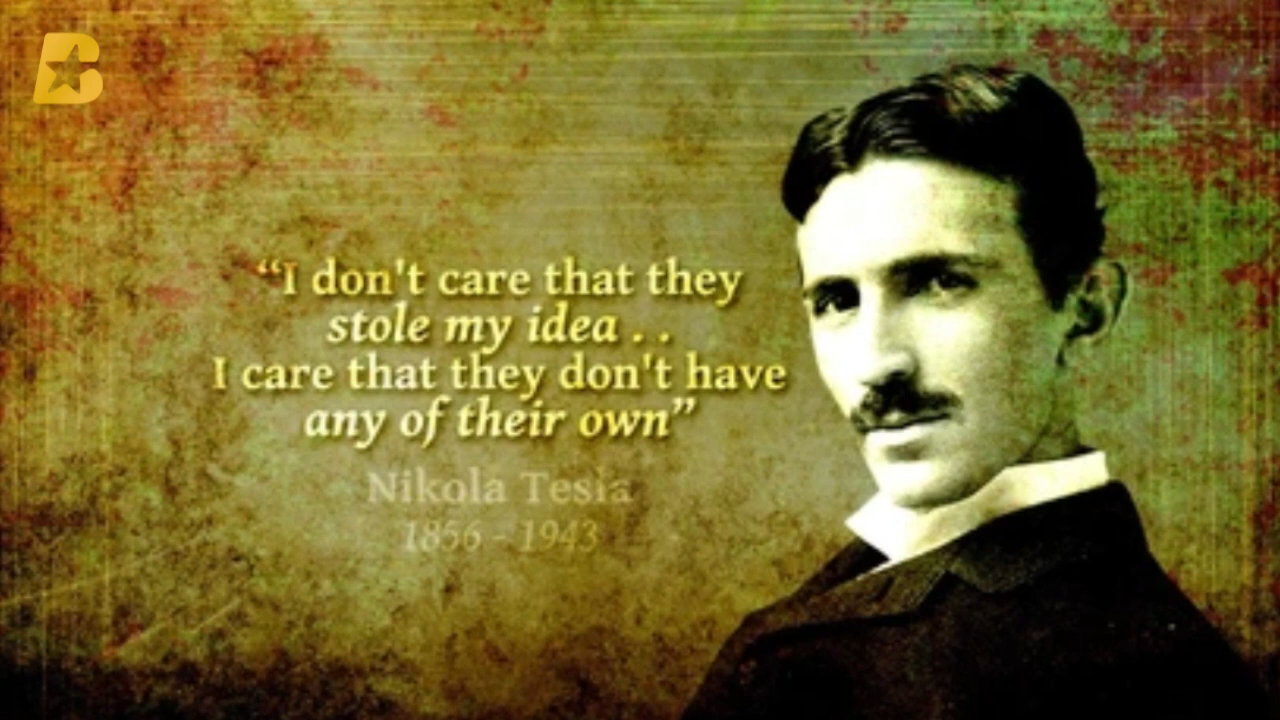 “I don't care that they
stole my idea . .
I care that they don't have
any of their own”
Nikola Tesla
1856 - 1943